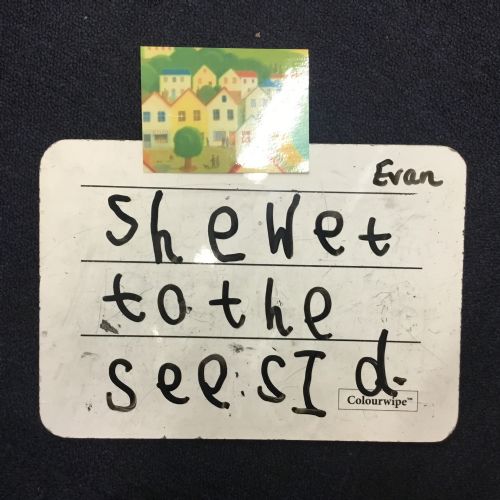 Evan
she wet
to the
seesId.
Colourwipe™